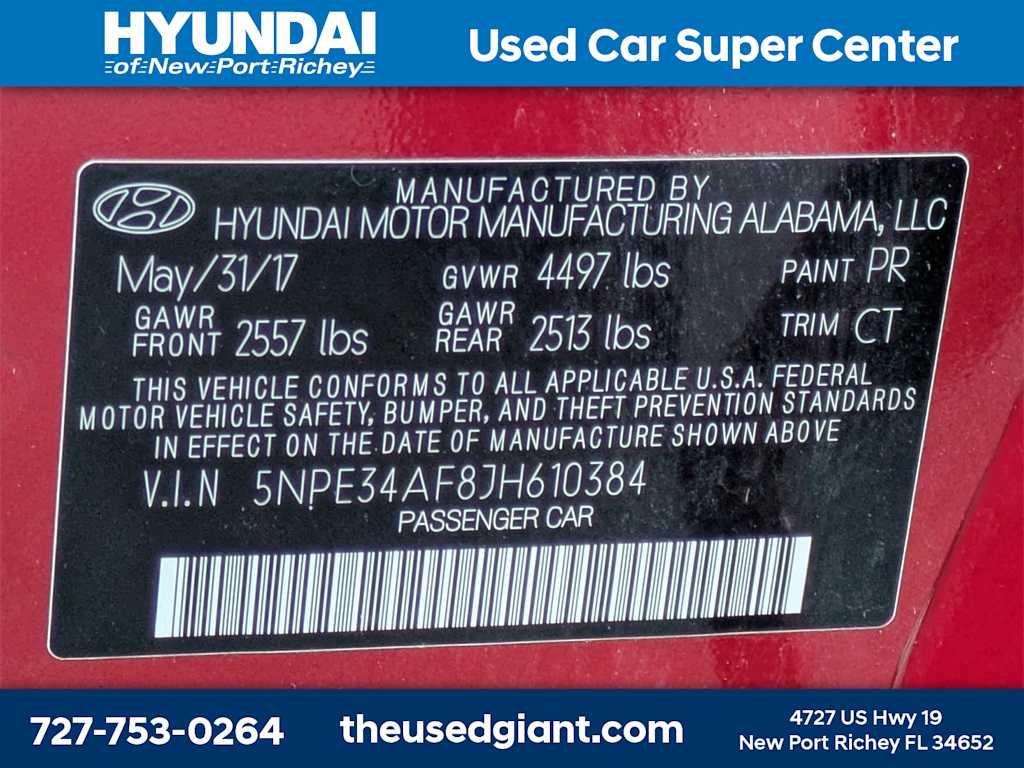 HYUNDAI
of New Port Richey
Used Car Super Center
MANUFACTURED BY
HYUNDAI MOTOR MANUFACTURING ALABAMA, LLC
May/31/17 GVWR 4497 lbs PAINT PR
GAWR FRONT 2557 lbs GAWR REAR 2513 lbs TRIM CT
THIS VEHICLE CONFORMS TO ALL APPLICABLE U.S.A. FEDERAL
MOTOR VEHICLE SAFETY, BUMPER, AND THEFT PREVENTION STANDARDS
IN EFFECT ON THE DATE OF MANUFACTURE SHOWN ABOVE
V.I.N 5NPE34AF8JH610384
PASSENGER CAR
727-753-0264
theusedgiant.com
4727 US Hwy 19
New Port Richey FL 34652